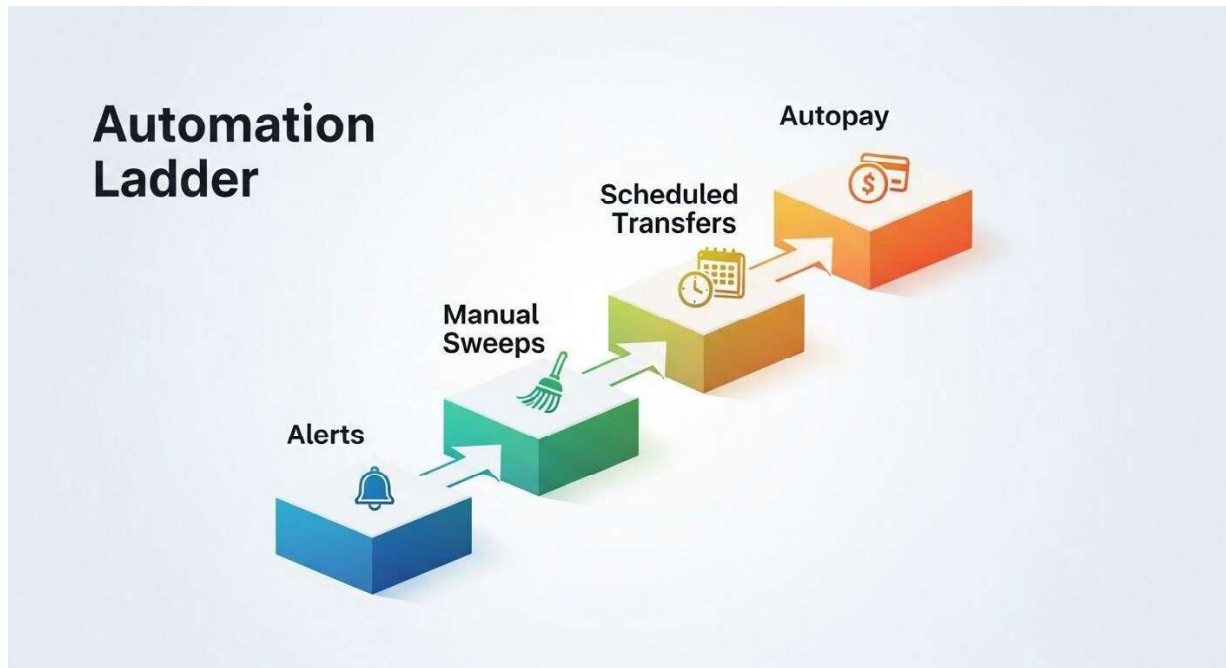 Automation
Ladder
Autopay
Scheduled
Transfers
Manual
Sweeps
Alerts
$